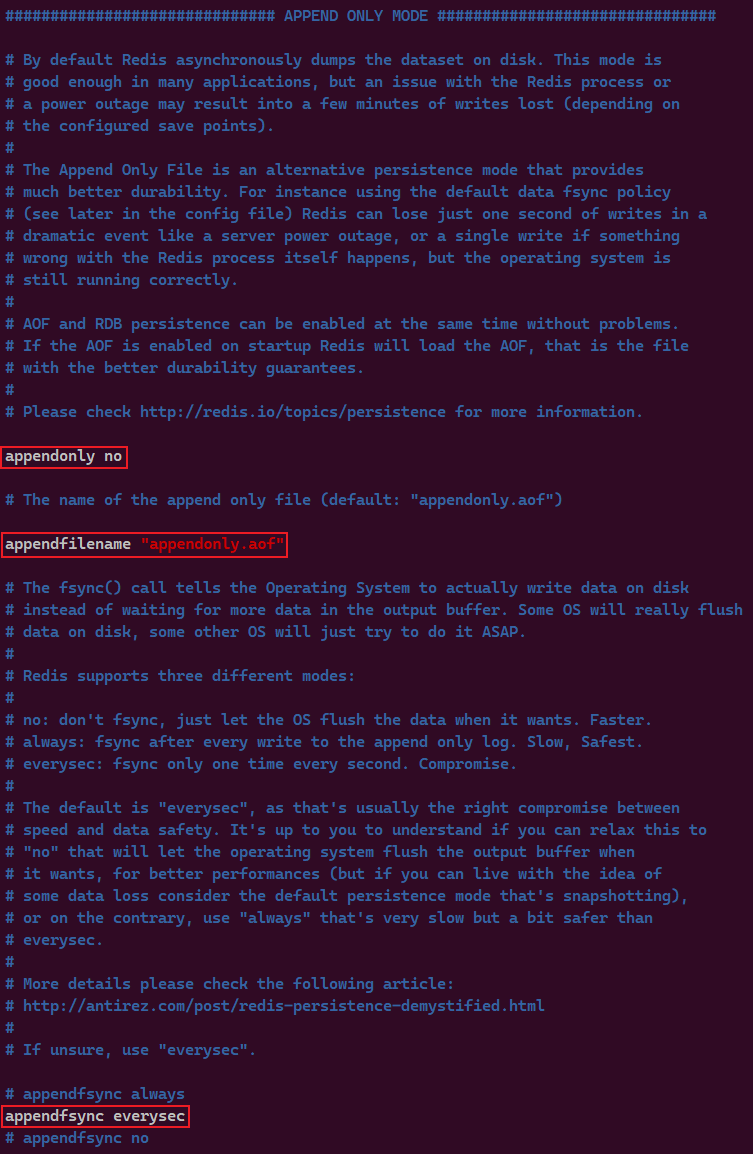 ############################## APPEND ONLY MODE ###############################
# By default Redis asynchronously dumps the dataset on disk. This mode is
# good enough in many applications, but an issue with the Redis process or
# a power outage may result into a few minutes of writes lost (depending on
# the configured save points).
#
# The Append Only File is an alternative persistence mode that provides
# much better durability. For instance using the default data fsync policy
# (see later in the config file) Redis can lose just one second of writes in a
# dramatic event like a server power outage, or a single write if something
# wrong with the Redis process itself happens, but the operating system is
# still running correctly.
#
# AOF and RDB persistence can be enabled at the same time without problems.
# If the AOF is enabled on startup Redis will load the AOF, that is the file
# with the better durability guarantees.
#
# Please check http://redis.io/topics/persistence for more information.
appendonly no
# The name of the append only file (default: "appendonly.aof")
appendfilename "appendonly.aof"
# The fsync() call tells the Operating System to actually write data on disk
# instead of waiting for more data in the output buffer. Some OS will really flush
# data on disk, some other OS will just try to do it ASAP.
#
# Redis supports three different modes:
#
# no: don't fsync, just let the OS flush the data when it wants. Faster.
# always: fsync after every write to the append only log. Slow, Safest.
# everysec: fsync only one time every second. Compromise.
#
# The default is "everysec", as that's usually the right compromise between
# speed and data safety. It's up to you to understand if you can relax this to
# "no" that will let the operating system flush the output buffer when
# it wants, for better performances (but if you can live with the idea of
# some data loss consider the default persistence mode that's snapshotting),
# or on the contrary, use "always" that's very slow but a bit safer than
# everysec.
#
# More details please check the following article:
# http://antirez.com/post/redis-persistence-demystified.html
#
# If unsure, use "everysec".
# appendfsync always
appendfsync everysec
# appendfsync no